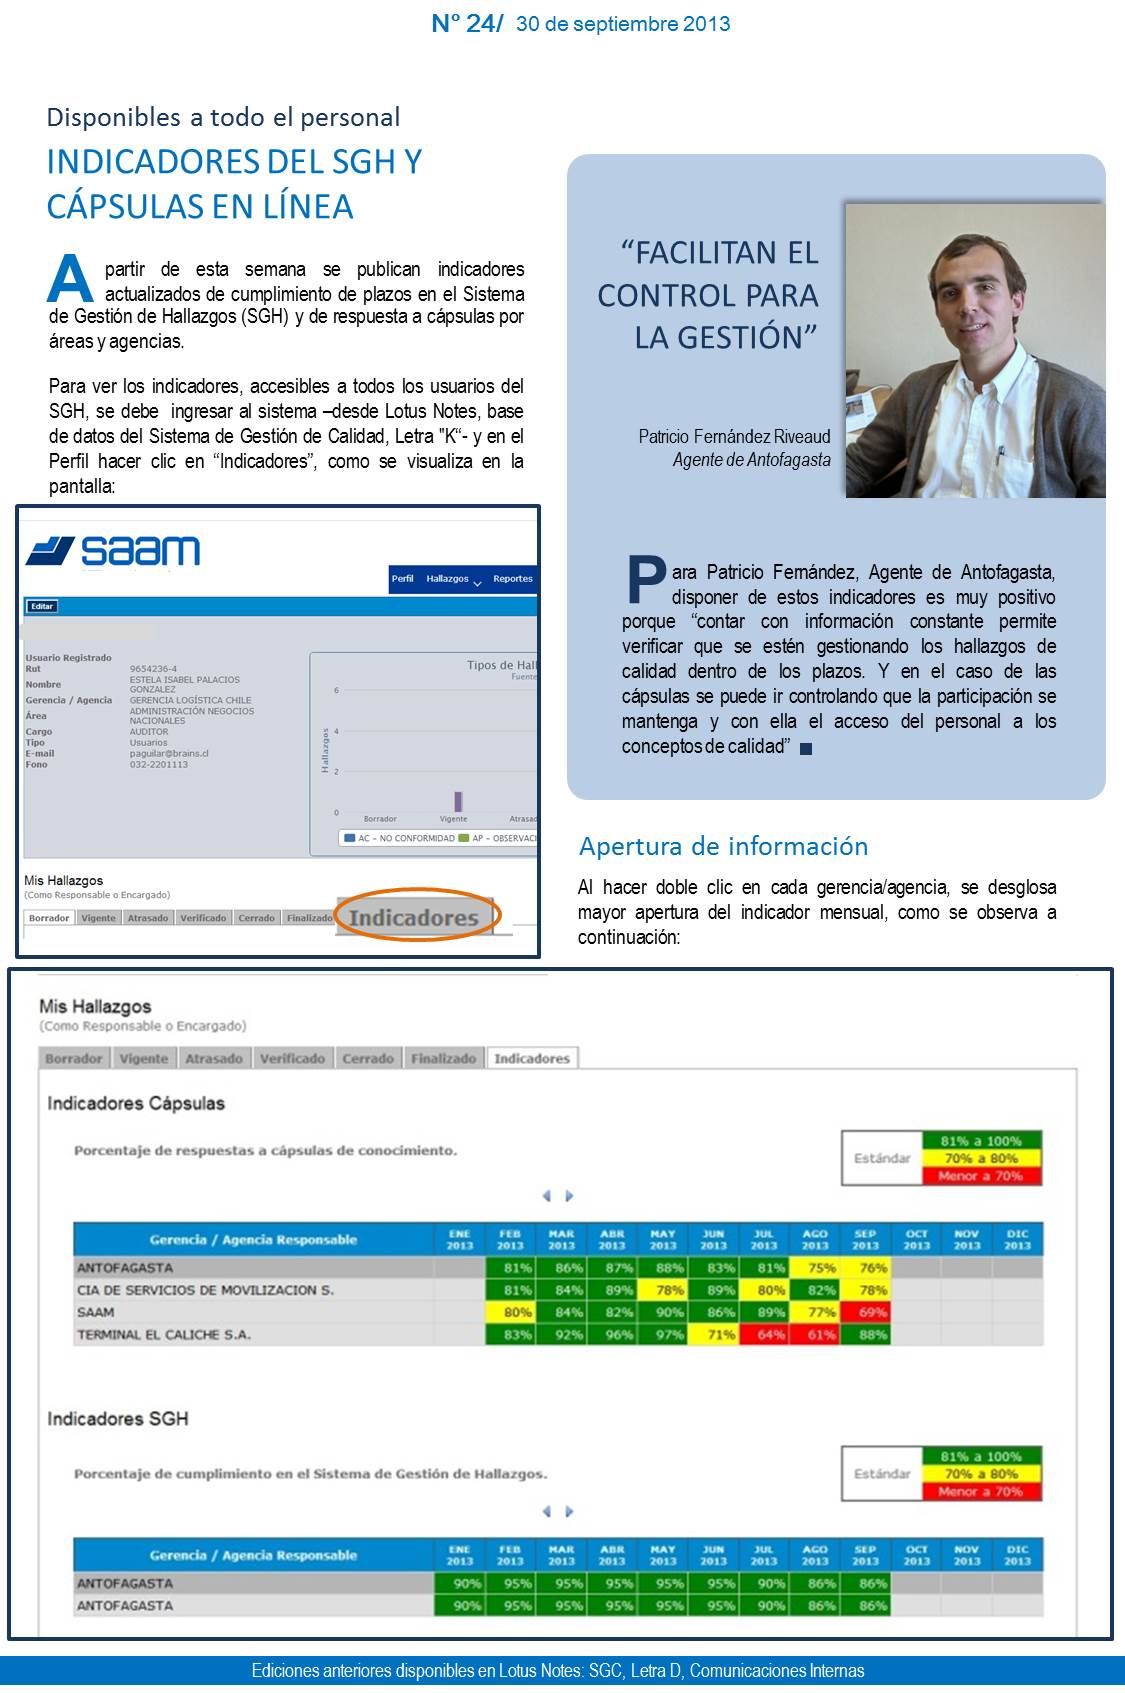 N° 24/ 30 de septiembre 2013
Disponibles a todo el personal
INDICADORES DEL SGH Y
CÁPSULAS EN LÍNEA
A partir de esta semana se publican indicadores
actualizados de cumplimiento de plazos en el Sistema
de Gestión de Hallazgos (SGH) y de respuesta a cápsulas por
áreas y agencias.
Para ver los indicadores, accesibles a todos los usuarios del
SGH, se debe ingresar al sistema –desde Lotus Notes, base
de datos del Sistema de Gestión de Calidad, Letra "K“- y en el
Perfil hacer clic en “Indicadores”, como se visualiza en la
pantalla:
saam
Perfil Hallazgos Reportes
Editar
Usuario Registrado
Rut 9654236-4
Nombre ESTELA ISABEL PALACIOS
GONZALEZ
Gerencia / Agencia GERENCIA LOGÍSTICA CHILE
Área ADMINISTRACIÓN NEGOCIOS
NACIONALES
Cargo AUDITOR
Tipo Usuarios
E-mail paguilar@brains.cl
Fono 032-2201113
Tipos de Hal
Fuente
Hallazgos
6
4
2
0
Borrador Vigente Atrasad
AC - NO CONFORMIDAD AP - OBSERVACI
Mis Hallazgos
(Como Responsable o Encargado)
Borrador Vigente Atrasado Verificado Cerrado Finalizado Indicadores
“FACILITAN EL
CONTROL PARA
LA GESTIÓN”
Patricio Fernández Riveaud
Agente de Antofagasta
Para Patricio Fernández, Agente de Antofagasta,
disponer de estos indicadores es muy positivo
porque “contar con información constante permite
verificar que se estén gestionando los hallazgos de
calidad dentro de los plazos. Y en el caso de las
cápsulas se puede ir controlando que la participación se
mantenga y con ella el acceso del personal a los
conceptos de calidad”
Apertura de información
Al hacer doble clic en cada gerencia/agencia, se desglosa
mayor apertura del indicador mensual, como se observa a
continuación:
Mis Hallazgos
(Como Responsable o Encargado)
Borrador Vigente Atrasado Verificado Cerrado Finalizado Indicadores
Indicadores Cápsulas
Porcentaje de respuestas a cápsulas de conocimiento.
Estándar
81% a 100%
70% a 80%
Menor a 70%
Gerencia / Agencia Responsable ENE 2013 FEB 2013 MAR 2013 ABR 2013 MAY 2013 JUN 2013 JUL 2013 AGO 2013 SEP 2013 OCT 2013 NOV 2013 DIC 2013
ANTOFAGASTA 81% 86% 87% 88% 83% 81% 75% 76%
CIA DE SERVICIOS DE MOVILIZACION S. 81% 84% 89% 78% 89% 80% 82% 78%
SAAM 80% 84% 82% 90% 86% 89% 77% 69%
TERMINAL EL CALICHE S.A. 83% 92% 96% 97% 71% 64% 61% 88%
Indicadores SGH
Porcentaje de cumplimiento en el Sistema de Gestión de Hallazgos.
Estándar
81% a 100%
70% a 80%
Menor a 70%
Gerencia / Agencia Responsable ENE 2013 FEB 2013 MAR 2013 ABR 2013 MAY 2013 JUN 2013 JUL 2013 AGO 2013 SEP 2013 OCT 2013 NOV 2013 DIC 2013
ANTOFAGASTA 90% 95% 95% 95% 95% 95% 90% 86% 86%
ANTOFAGASTA 90% 95% 95% 95% 95% 95% 90% 86% 86%
Ediciones anteriores disponibles en Lotus Notes: SGC, Letra D, Comunicaciones Internas